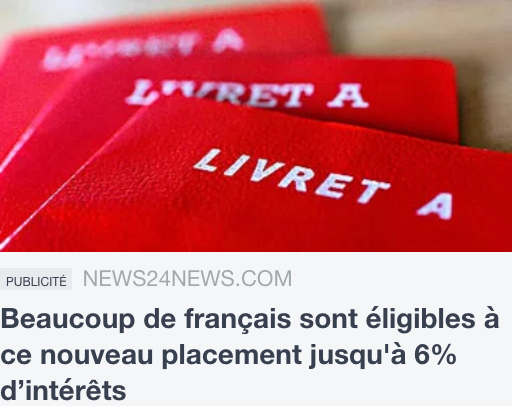 LIVRET A
LIVRET A
LIVRET A
PUBLICITÉ NEWS24NEWS.COM
Beaucoup de français sont éligibles à
ce nouveau placement jusqu'à 6%
d’intérêts